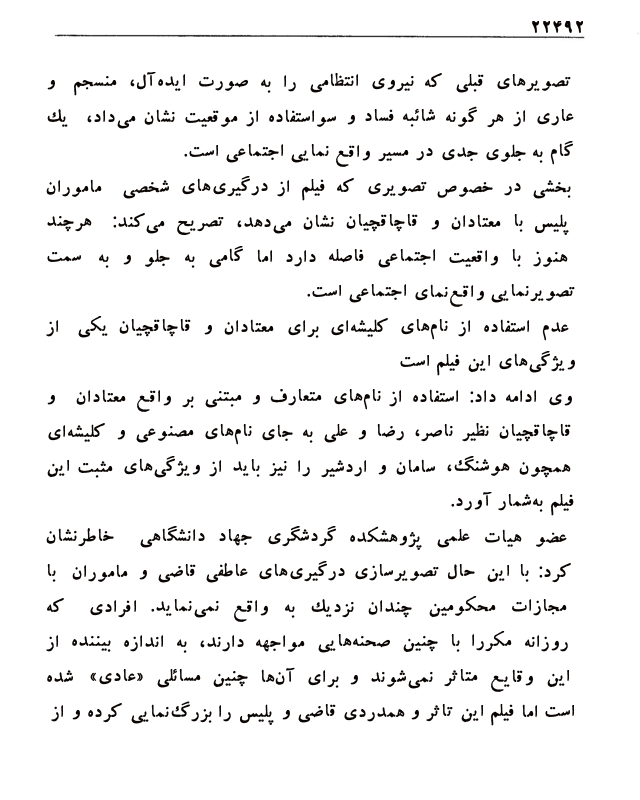 ۲۲۴۹۲
تصویرهای قبلی که نیروی انتظامی را به صورت ایده‌آل، منسجم و
عاری از هر گونه شائبه فساد و سواستفاده از موقعیت نشان می‌داد، یك
گام به جلوی جدی در مسیر واقع نمایی اجتماعی است.
بخشی در خصوص تصویری که فیلم از درگیری‌های شخصی ماموران
پلیس با معتادان و قاچاقچیان نشان می‌دهد، تصریح می‌کند: هرچند
هنوز با واقعیت اجتماعی فاصله دارد اما گامی به جلو و به سمت
تصویرنمایی واقع‌نمای اجتماعی است.
عدم استفاده از نام‌های کلیشه‌ای برای معتادان و قاچاقچیان یکی از
ویژگی‌های این فیلم است
وی ادامه داد: استفاده از نام‌های متعارف و مبتنی بر واقع معتادان و
قاچاقچیان نظیر ناصر، رضا و علی به جای نام‌های مصنوعی و کلیشه‌ای
همچون هوشنگ، سامان و اردشیر را نیز باید از ویژگی‌های مثبت این
فیلم به‌شمار آورد.
عضو هیات علمی پژوهشکده گردشگری جهاد دانشگاهی خاطرنشان
کرد: با این حال تصویرسازی درگیری‌های عاطفی قاضی و ماموران با
مجازات محکومین چندان نزدیك به واقع نمی‌نماید. افرادی که
روزانه مکررا با چنین صحنه‌هایی مواجهه دارند، به اندازه بیننده از
این وقایع متاثر نمی‌شوند و برای آن‌ها چنین مسائلی «عادی» شده
است اما فیلم این تاثر و همدردی قاضی و پلیس را بزرگ‌نمایی کرده و از